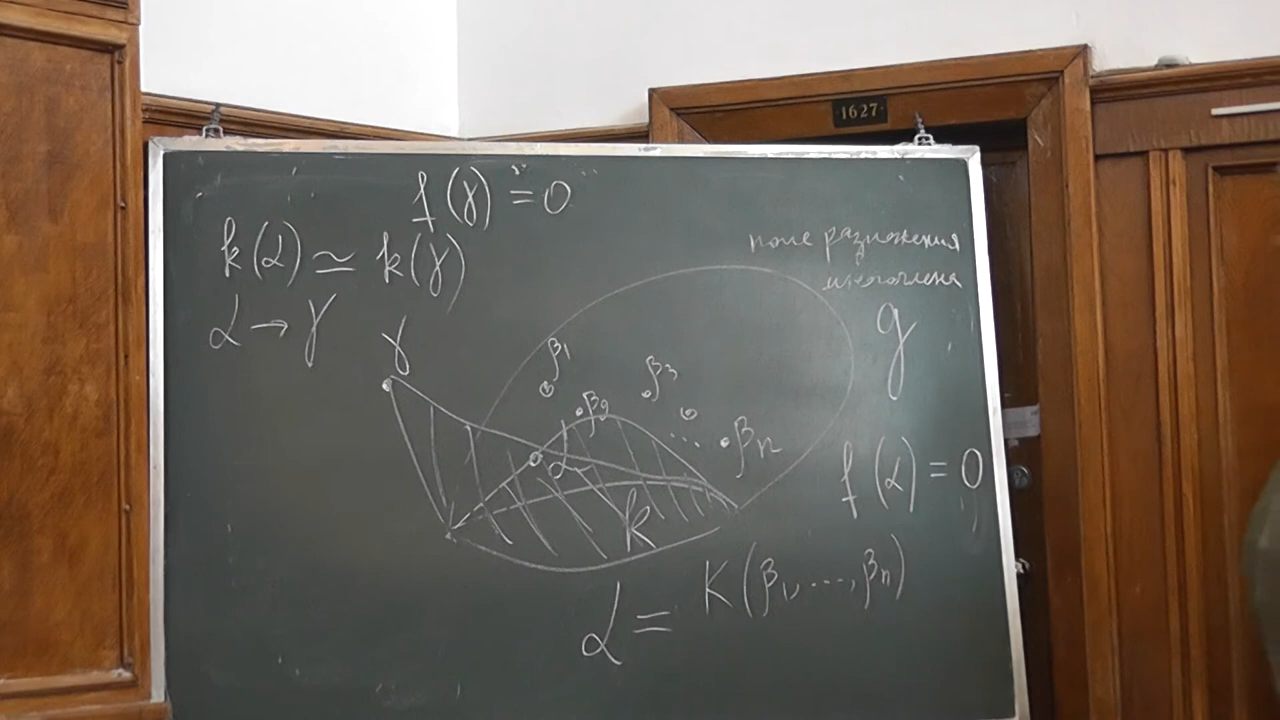 1627
f(γ) = 0
k(α) ≃ k(γ)
α → γ
поле разложения
многочлена
g
γ
β₁
β₂
β₃
...
βₙ
α
k
f(α) = 0
α = K(β₁, ..., βₙ)